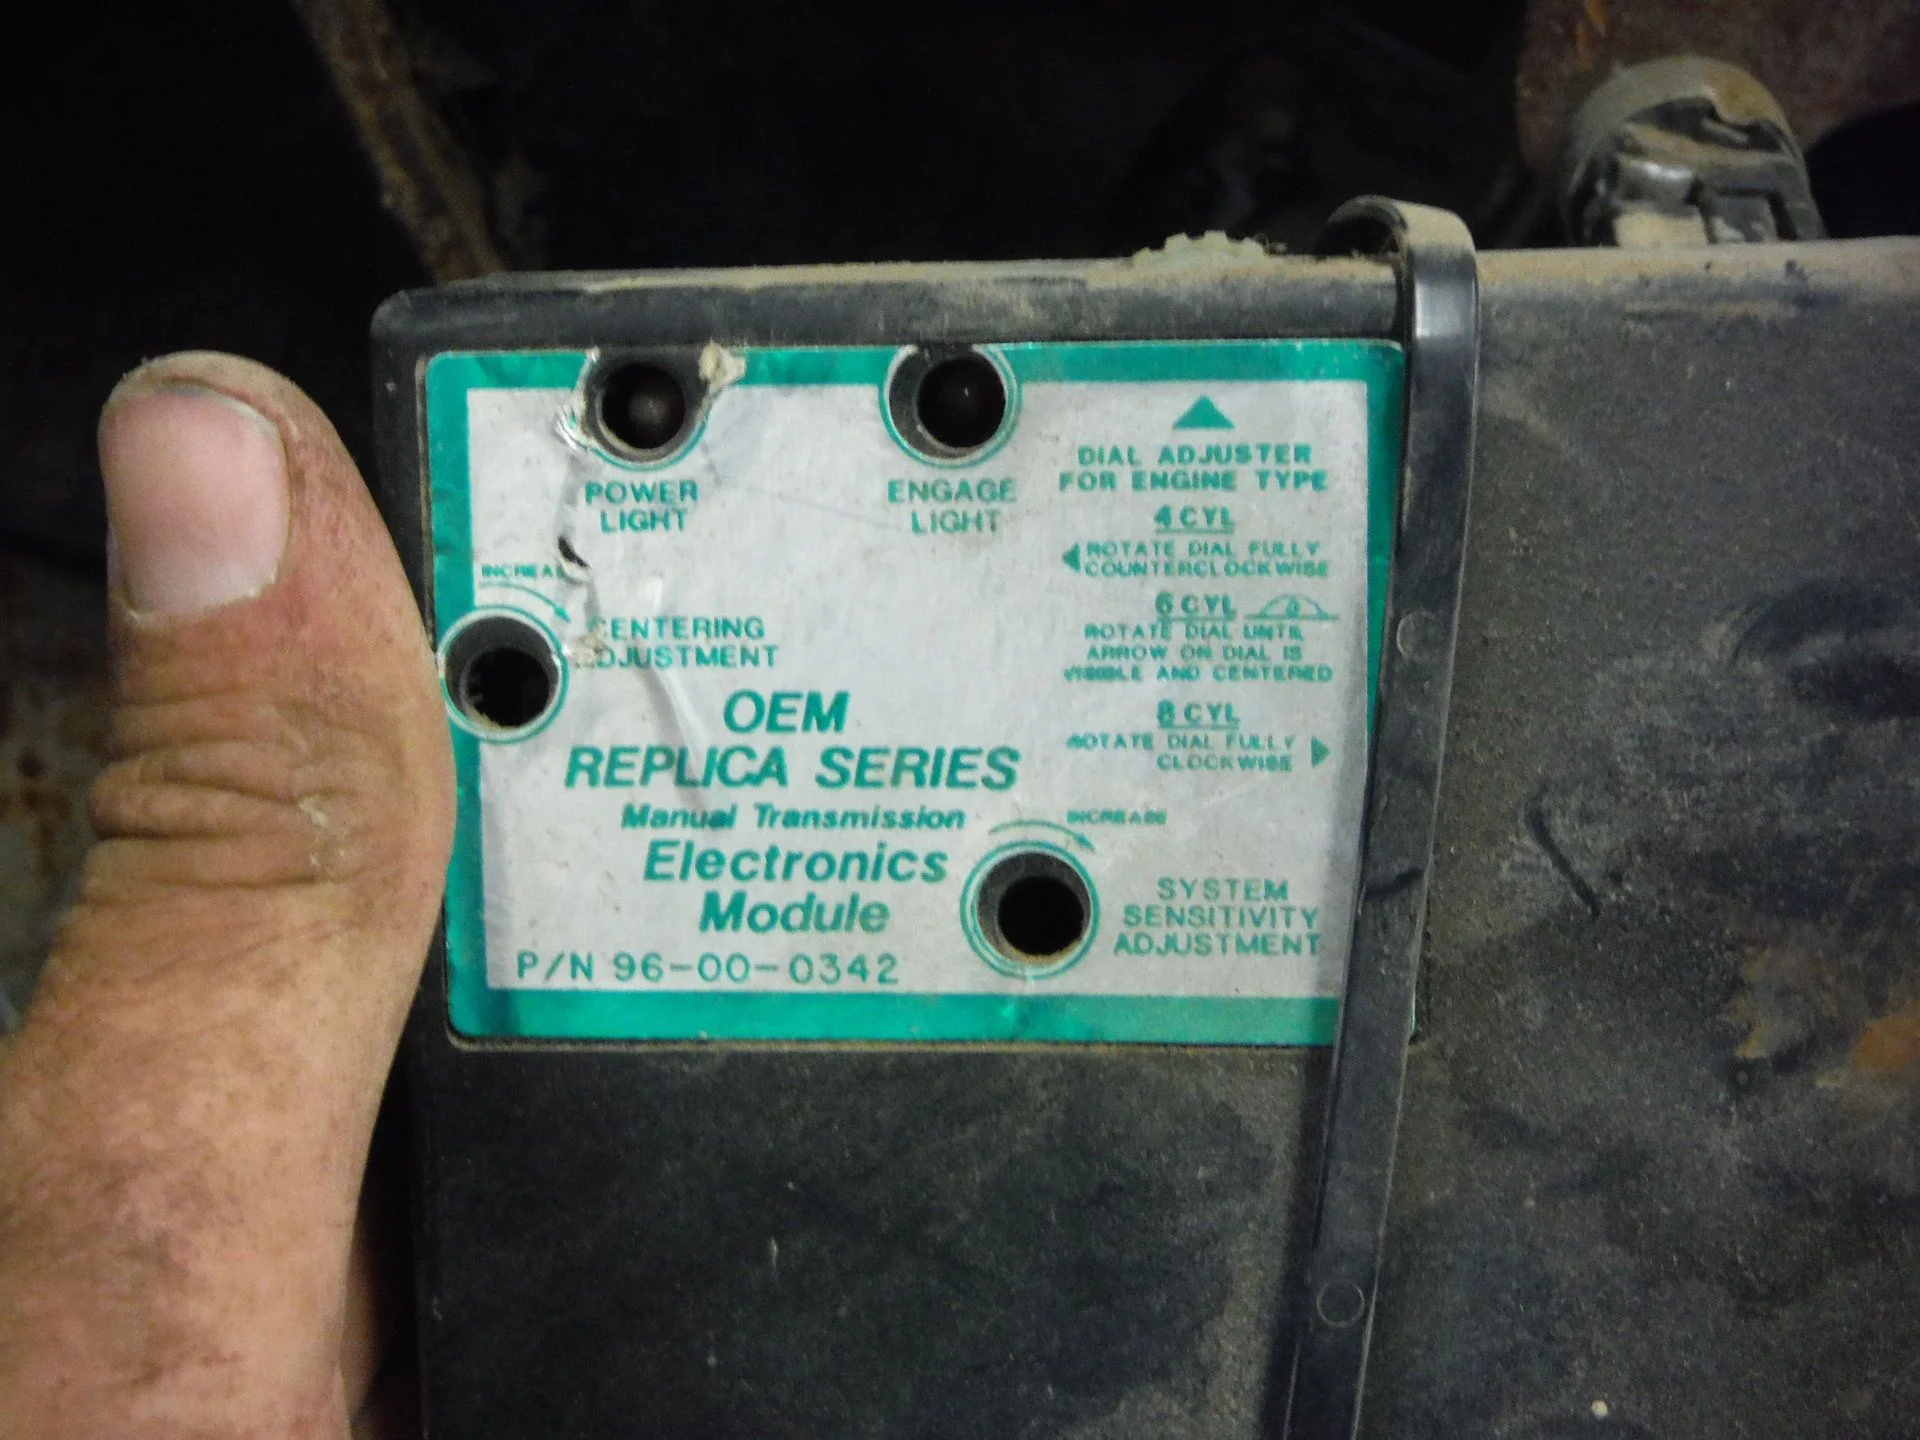 POWER
LIGHT
ENGAGE
LIGHT
DIAL ADJUSTER
FOR ENGINE TYPE
4 CYL
ROTATE DIAL FULLY
COUNTERCLOCKWISE
6 CYL
ROTATE DIAL UNTIL
ARROW ON DIAL IS
VISIBLE AND CENTERED
8 CYL
ROTATE DIAL FULLY
CLOCKWISE
INCREA
CENTERING
ADJUSTMENT
OEM
REPLICA SERIES
Manual Transmission
Electronics
Module
P/N 96-00-0342
INCREASE
SYSTEM
SENSITIVITY
ADJUSTMENT